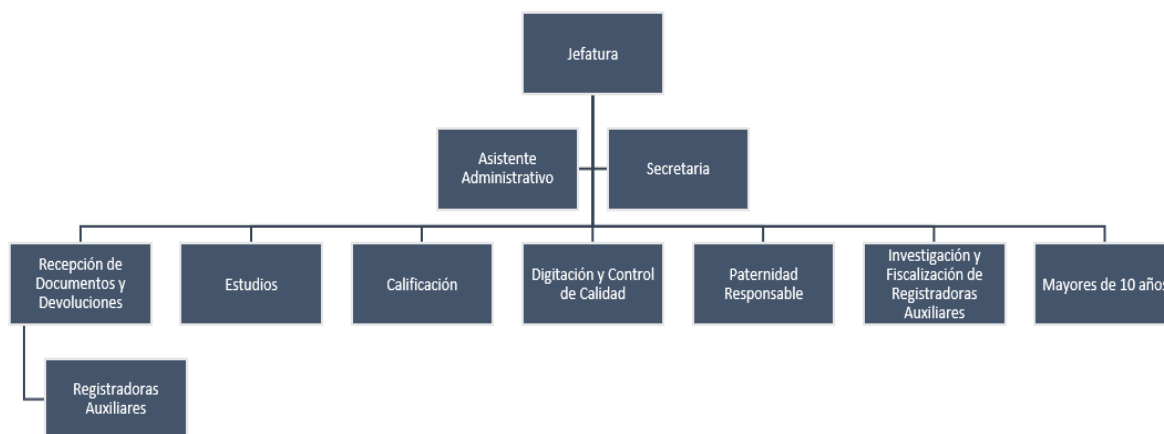 Jefatura
Asistente
Administrativo
Secretaria
Recepción de
Documentos y
Devoluciones
Estudios
Calificación
Digitación y Control
de Calidad
Paternidad
Responsable
Investigación y
Fiscalización de
Registradoras
Auxiliares
Mayores de 10 años
Registradoras
Auxiliares